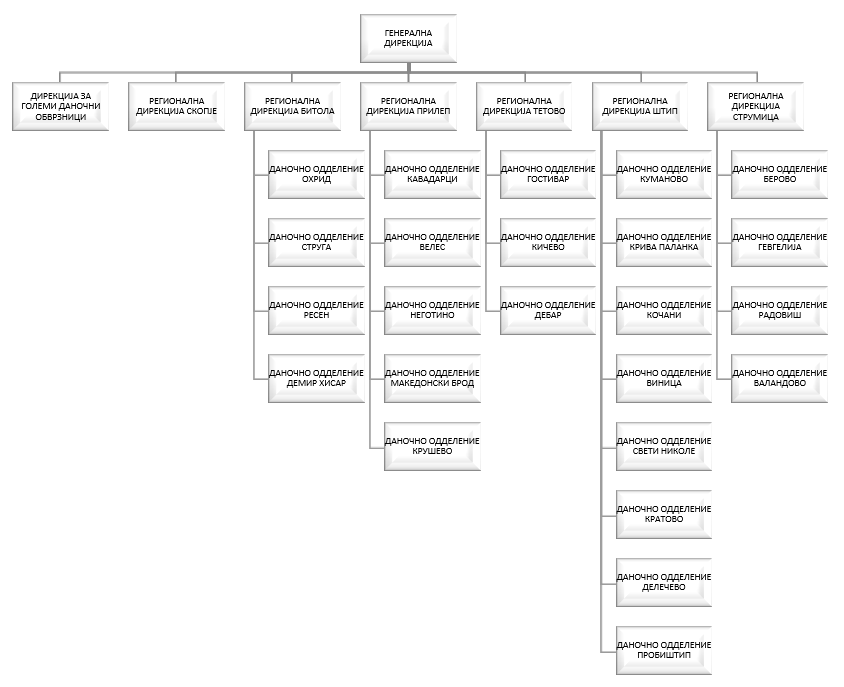 ГЕНЕРАЛНА
ДИРЕКЦИЈА
ДИРЕКЦИЈА ЗА
ГОЛЕМИ ДАНОЧНИ
ОБВРЗНИЦИ
РЕГИОНАЛНА
ДИРЕКЦИЈА СКОПЈЕ
РЕГИОНАЛНА
ДИРЕКЦИЈА БИТОЛА
РЕГИОНАЛНА
ДИРЕКЦИЈА ПРИЛЕП
РЕГИОНАЛНА
ДИРЕКЦИЈА ТЕТОВО
РЕГИОНАЛНА
ДИРЕКЦИЈА ШТИП
РЕГИОНАЛНА
ДИРЕКЦИЈА
СТРУМИЦА
ДАНОЧНО ОДДЕЛЕНИЕ
ОХРИД
ДАНОЧНО ОДДЕЛЕНИЕ
СТРУГА
ДАНОЧНО ОДДЕЛЕНИЕ
РЕСЕН
ДАНОЧНО ОДДЕЛЕНИЕ
ДЕМИР ХИСАР
ДАНОЧНО ОДДЕЛЕНИЕ
КАВАДАРЦИ
ДАНОЧНО ОДДЕЛЕНИЕ
ВЕЛЕС
ДАНОЧНО ОДДЕЛЕНИЕ
НЕГОТИНО
ДАНОЧНО ОДДЕЛЕНИЕ
МАКЕДОНСКИ БРОД
ДАНОЧНО ОДДЕЛЕНИЕ
КРУШЕВО
ДАНОЧНО ОДДЕЛЕНИЕ
ГОСТИВАР
ДАНОЧНО ОДДЕЛЕНИЕ
КИЧЕВО
ДАНОЧНО ОДДЕЛЕНИЕ
ДЕБАР
ДАНОЧНО ОДДЕЛЕНИЕ
КУМАНОВО
ДАНОЧНО ОДДЕЛЕНИЕ
КРИВА ПАЛАНКА
ДАНОЧНО ОДДЕЛЕНИЕ
КОЧАНИ
ДАНОЧНО ОДДЕЛЕНИЕ
ВИНИЦА
ДАНОЧНО ОДДЕЛЕНИЕ
СВЕТИ НИКОЛЕ
ДАНОЧНО ОДДЕЛЕНИЕ
КРАТОВО
ДАНОЧНО ОДДЕЛЕНИЕ
ДЕЛЕЧЕВО
ДАНОЧНО ОДДЕЛЕНИЕ
ПРОБИШТИП
ДАНОЧНО ОДДЕЛЕНИЕ
БЕРОВО
ДАНОЧНО ОДДЕЛЕНИЕ
ГЕВГЕЛИЈА
ДАНОЧНО ОДДЕЛЕНИЕ
РАДОВИШ
ДАНОЧНО ОДДЕЛЕНИЕ
ВАЛАНДОВО